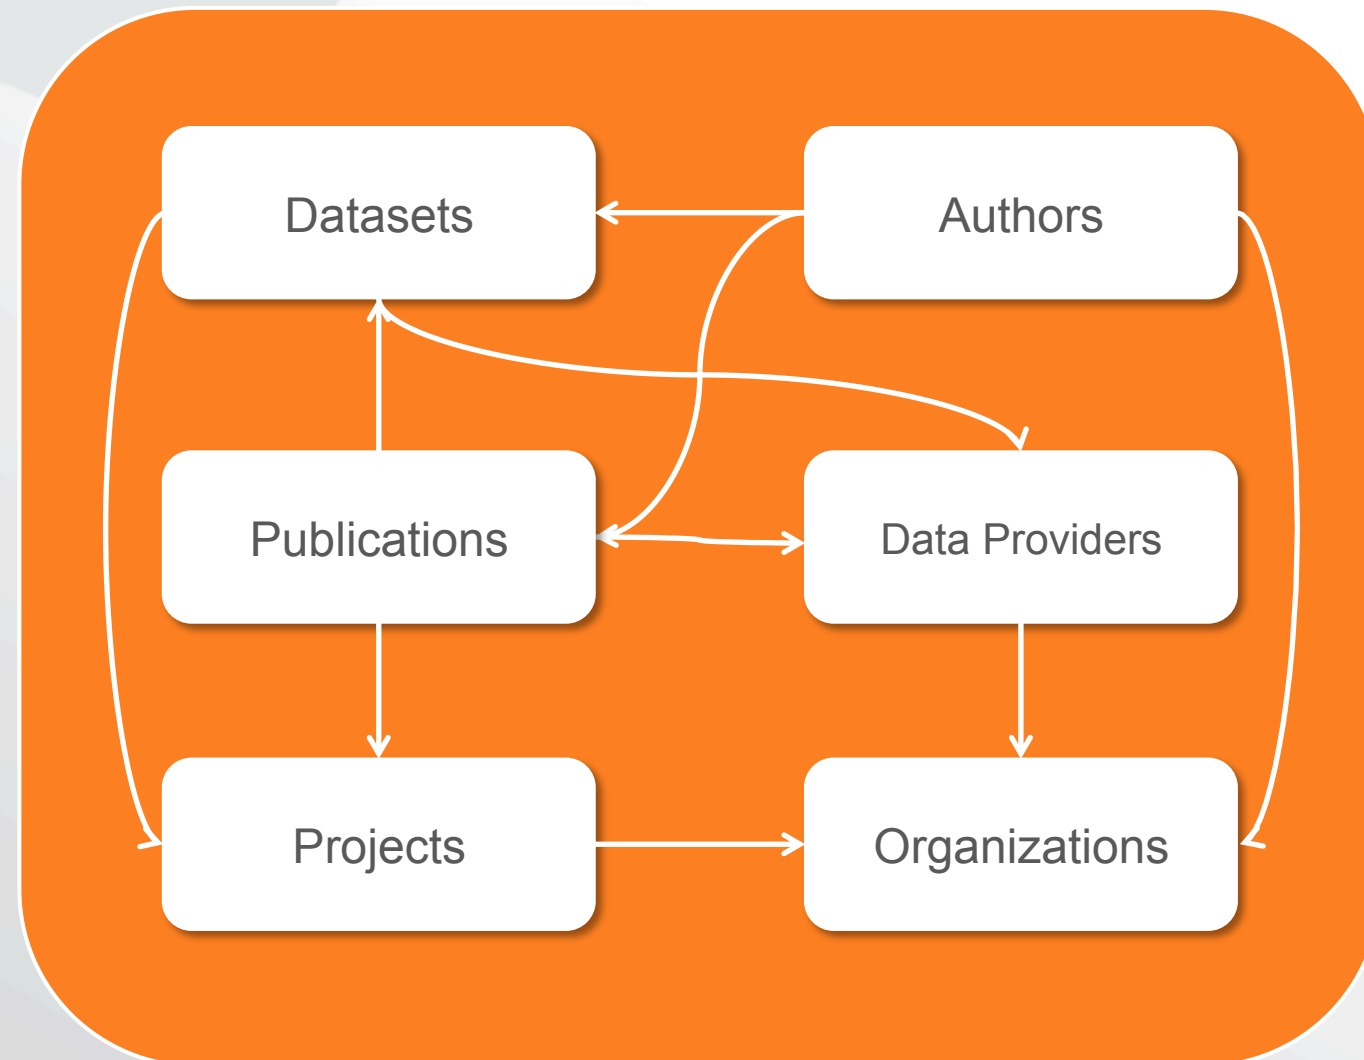 Datasets
Authors
Publications
Data Providers
Projects
Organizations